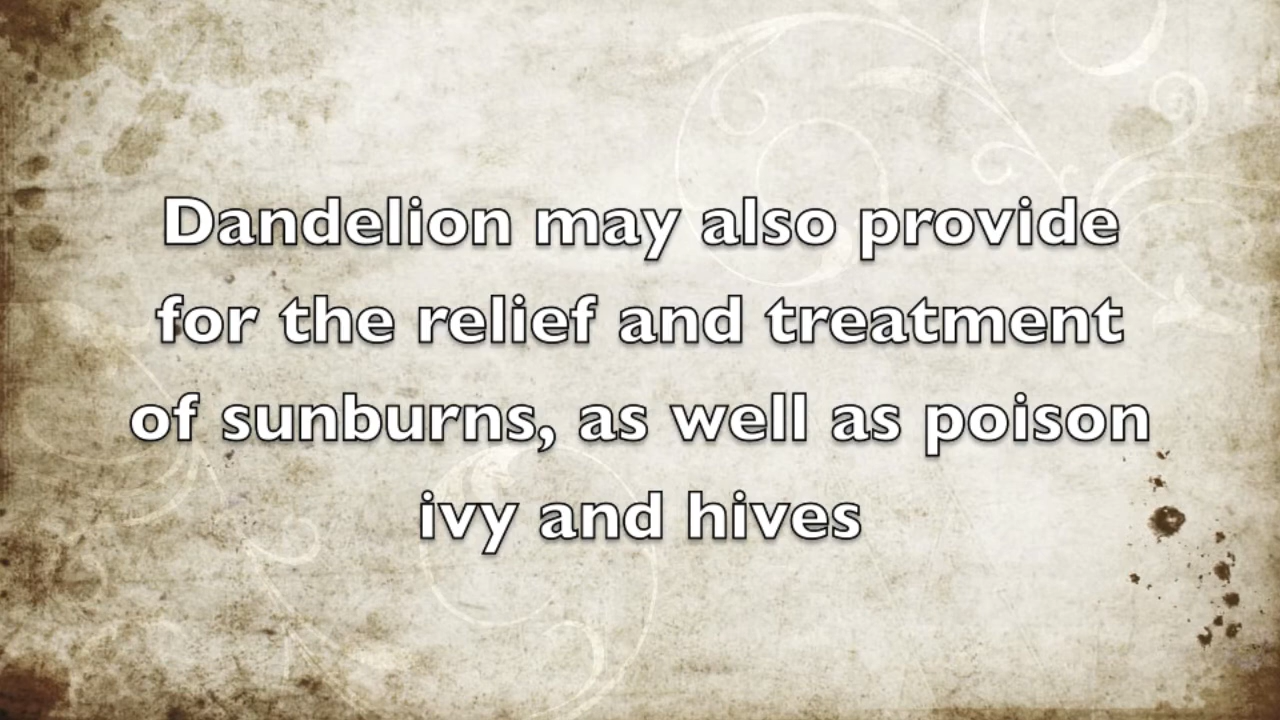 Dandelion may also provide
for the relief and treatment
of sunburns, as well as poison
ivy and hives